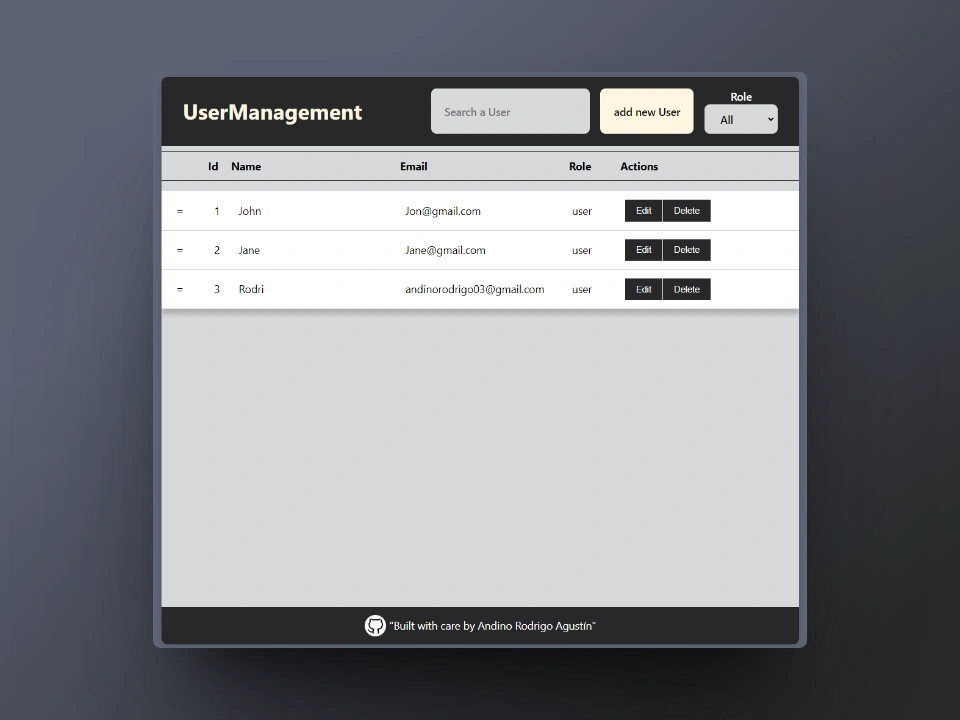 UserManagement
Search a User
add new User
Role
All
Id Name Email Role Actions
= 1 John Jon@gmail.com user Edit Delete
= 2 Jane Jane@gmail.com user Edit Delete
= 3 Rodri andinorodrigo03@gmail.com user Edit Delete
"Built with care by Andino Rodrigo Agustín"